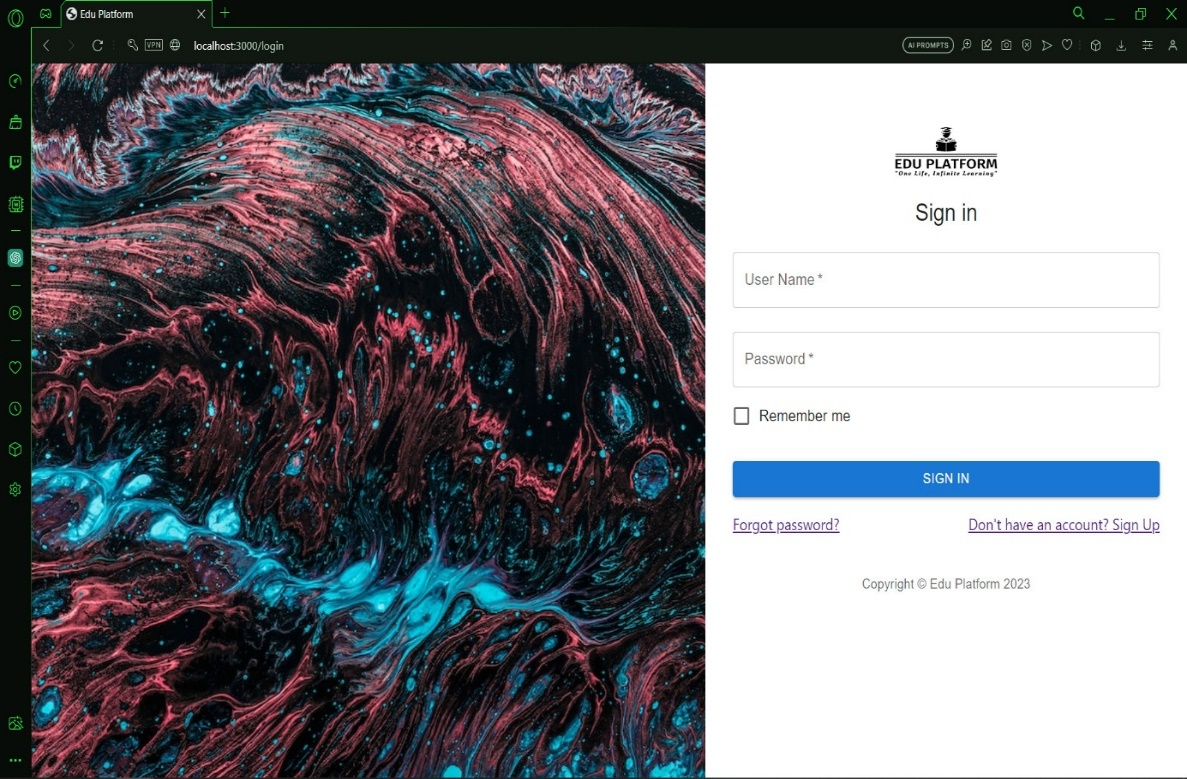 Edu Platform
VPN
localhost:3000/login
AI PROMPTS
EDU PLATFORM
"One Life, Infinite Learning"
Sign in
User Name *
Password *
Remember me
SIGN IN
Forgot password?
Don't have an account? Sign Up
Copyright © Edu Platform 2023